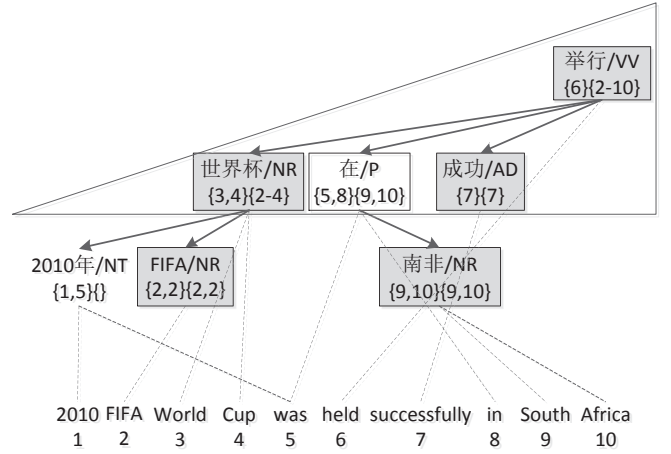 举行/VV
{6}{2-10}
世界杯/NR 在/P 成功/AD
{3,4}{2-4} {5,8}{9,10} {7}{7}
2010年/NT FIFA/NR 南非/NR
{1,5}{} {2,2}{2,2} {9,10}{9,10}
2010 FIFA World Cup was held successfully in South Africa
1 2 3 4 5 6 7 8 9 10